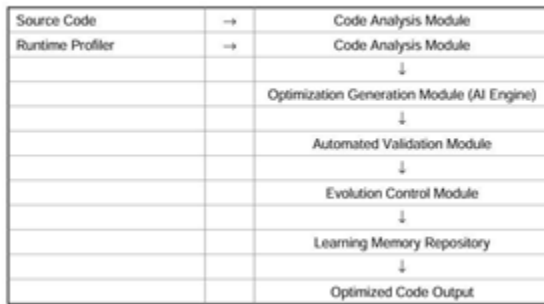 Source Code → Code Analysis Module
Runtime Profiler → Code Analysis Module
↓
Optimization Generation Module (AI Engine)
↓
Automated Validation Module
↓
Evolution Control Module
↓
Learning Memory Repository
↓
Optimized Code Output